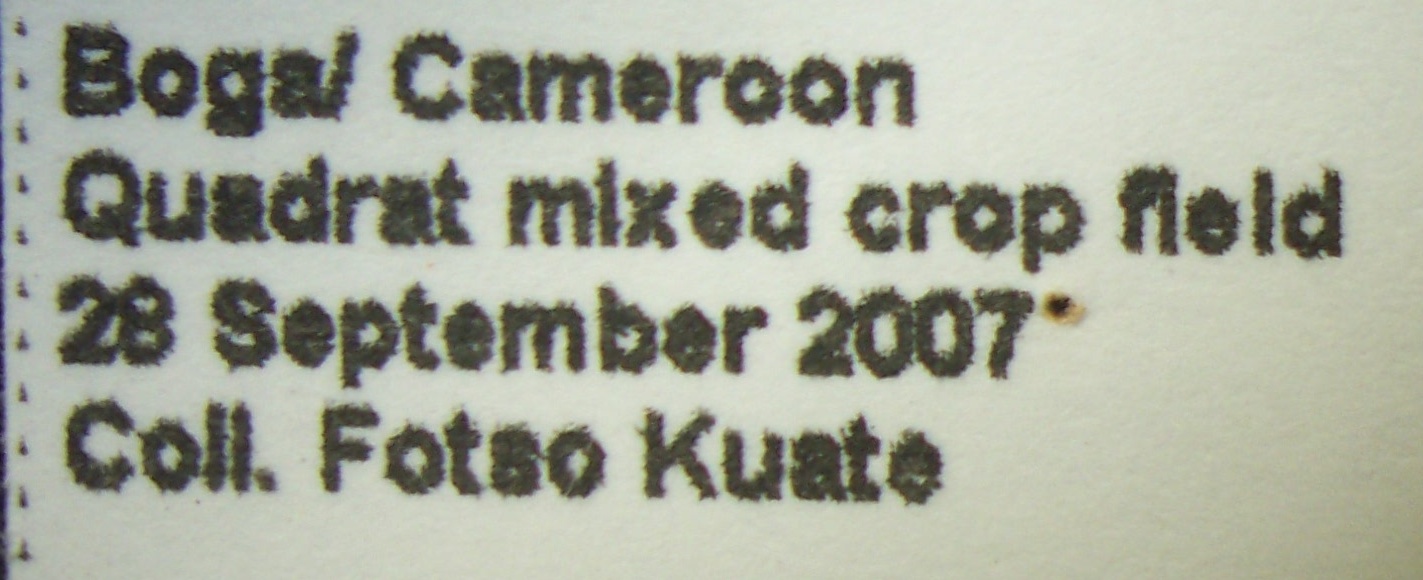 Boga/ Cameroon
Quadrat mixed crop field
28 September 2007
Coll. Fotso Kuate